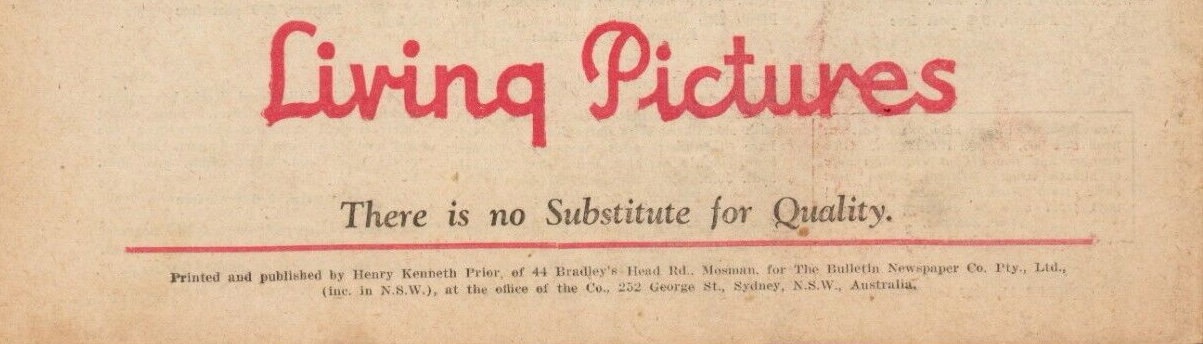 Living Pictures
There is no Substitute for Quality.
Printed and published by Henry Kenneth Prior, of 44 Bradley's Head Rd., Mosman, for The Bulletin Newspaper Co. Pty., Ltd.,
(inc. in N.S.W.), at the office of the Co., 252 George St., Sydney, N.S.W., Australia.